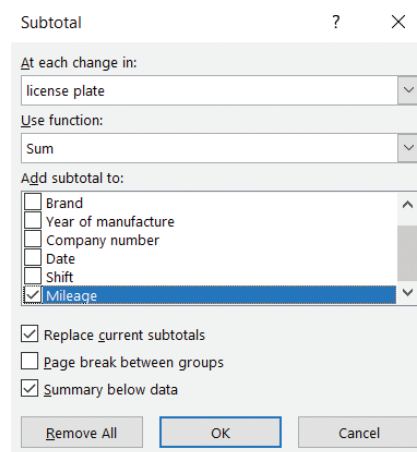 Subtotal ? ×
At each change in:
license plate
Use function:
Sum
Add subtotal to:
Brand
Year of manufacture
Company number
Date
Shift
Mileage
Replace current subtotals
Page break between groups
Summary below data
Remove All OK Cancel